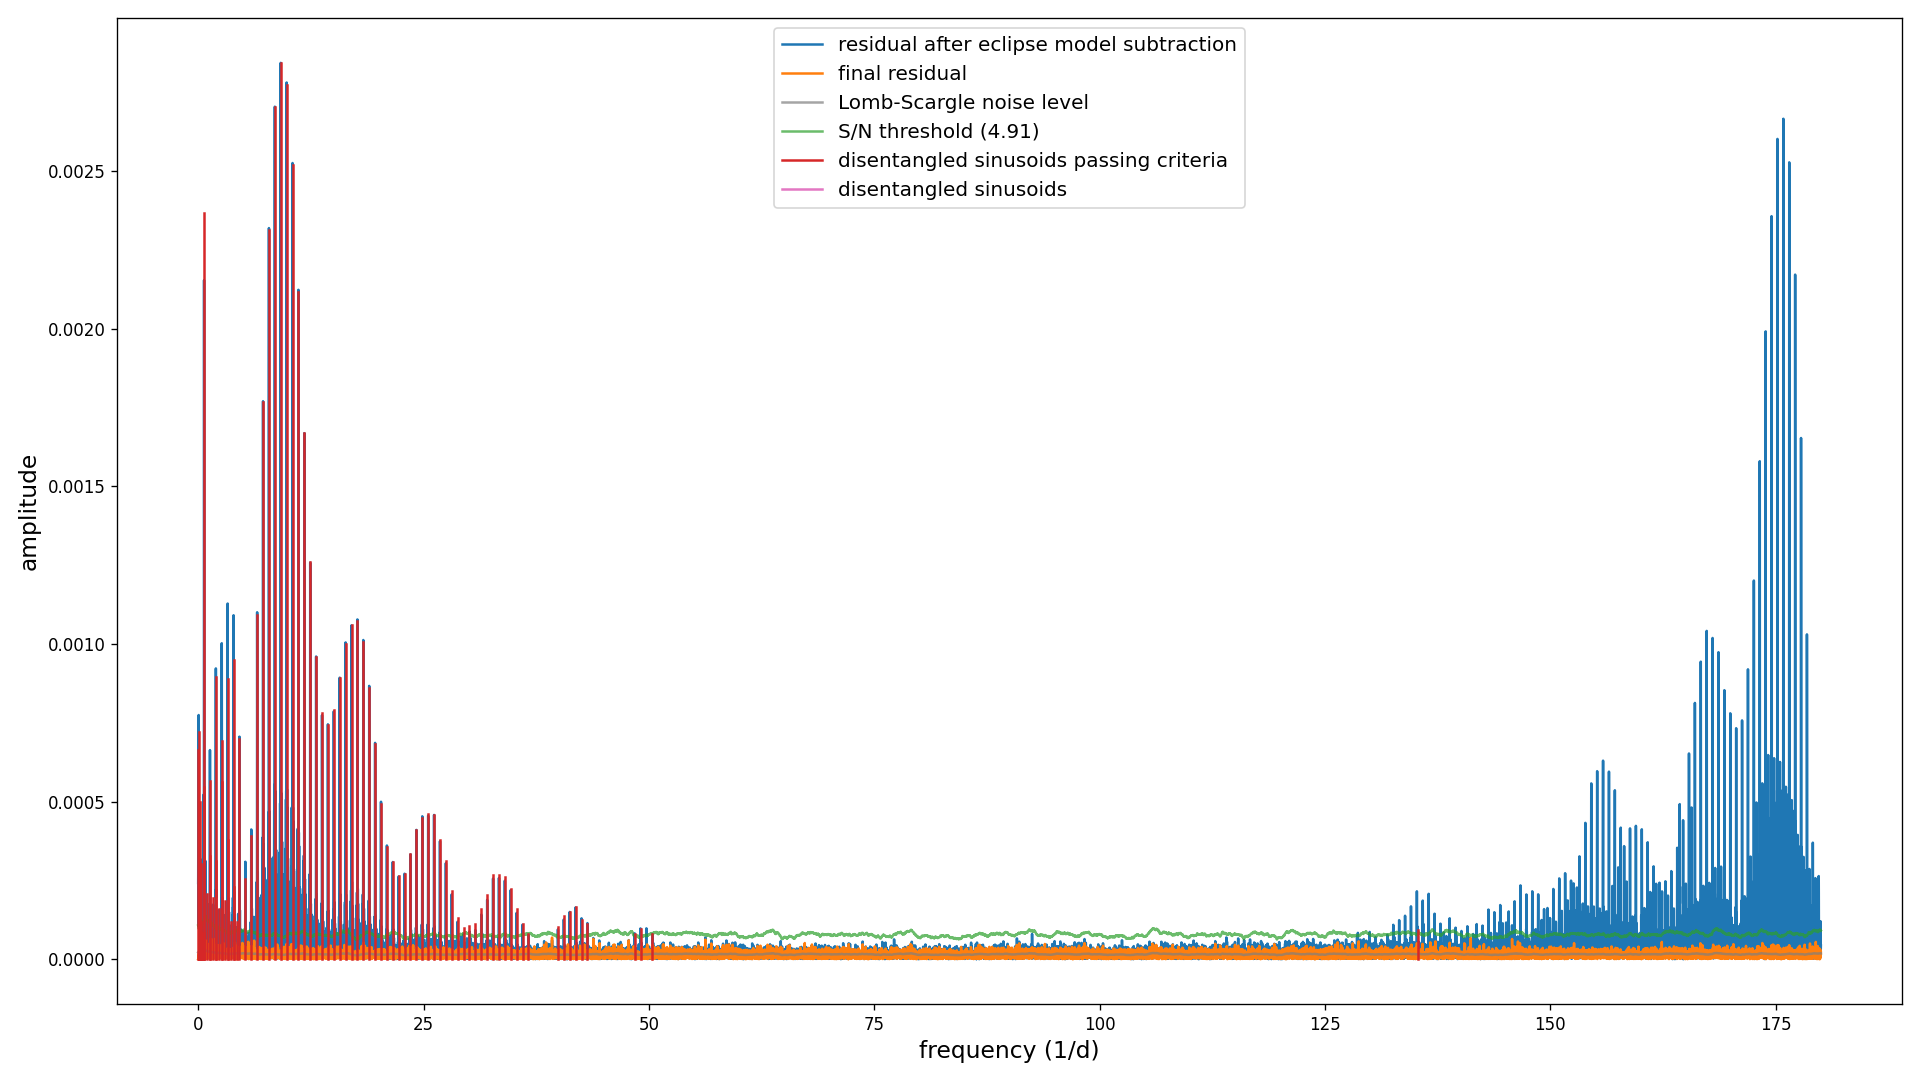 residual after eclipse model subtraction
final residual
Lomb-Scargle noise level
S/N threshold (4.91)
disentangled sinusoids passing criteria
disentangled sinusoids
amplitude
0.0025
0.0020
0.0015
0.0010
0.0005
0.0000
0 25 50 75 100 125 150 175
frequency (1/d)